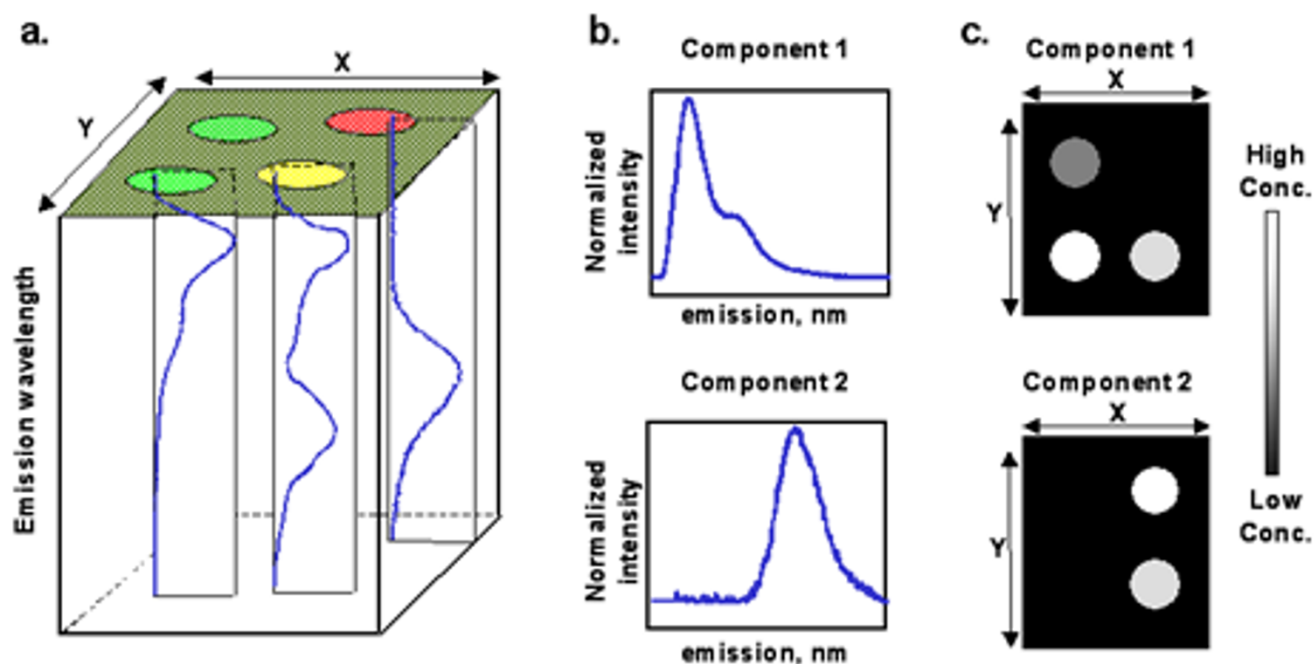 a.
X
Y
Emission wavelength
b.
Component 1
Normalized
intensity
emission, nm
Component 2
Normalized
intensity
emission, nm
c.
Component 1
X
Y
Component 2
X
Y
High
Conc.
Low
Conc.